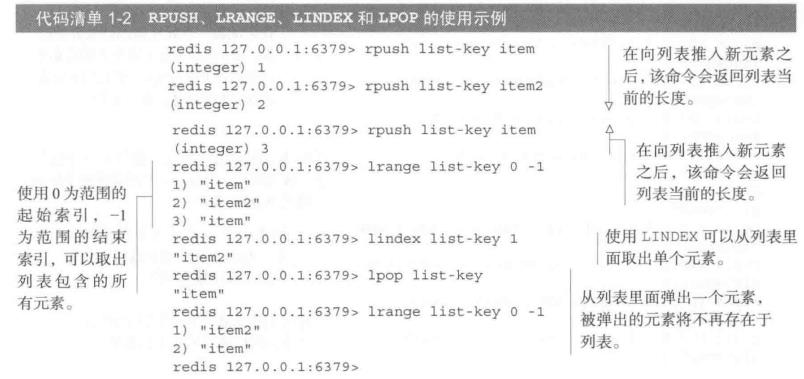 代码清单 1-2 RPUSH、LRANGE、LINDEX 和 LPOP 的使用示例
redis 127.0.0.1:6379> rpush list-key item
(integer) 1
redis 127.0.0.1:6379> rpush list-key item2
(integer) 2
在向列表推入新元素之
后，该命令会返回列表当
前的长度。
redis 127.0.0.1:6379> rpush list-key item
(integer) 3
在向列表推入新元素
之后，该命令会返回
列表当前的长度。
redis 127.0.0.1:6379> lrange list-key 0 -1
1) "item"
2) "item2"
3) "item"
使用0为范围的
起始索引，-1
为范围的结束
索引，可以取出
列表包含的所
有元素。
redis 127.0.0.1:6379> lindex list-key 1
"item2"
使用 LINDEX 可以从列表里
面取出单个元素。
redis 127.0.0.1:6379> lpop list-key
"item"
从列表里面弹出一个元素，
被弹出的元素将不再存在于
列表。
redis 127.0.0.1:6379> lrange list-key 0 -1
1) "item2"
2) "item"
redis 127.0.0.1:6379>